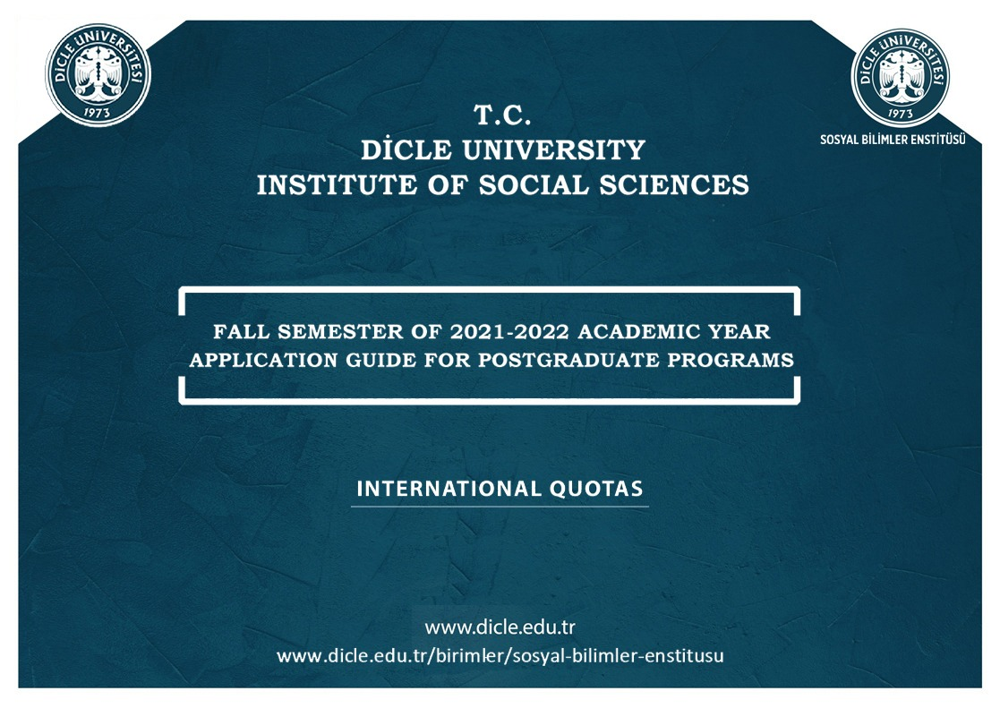 DİCLE ÜNİVERSİTESİ
1973
DİCLE ÜNİVERSİTESİ
1973
SOSYAL BİLİMLER ENSTİTÜSÜ
T.C.
DİCLE UNIVERSITY
INSTITUTE OF SOCIAL SCIENCES
FALL SEMESTER OF 2021-2022 ACADEMIC YEAR
APPLICATION GUIDE FOR POSTGRADUATE PROGRAMS
INTERNATIONAL QUOTAS
www.dicle.edu.tr
www.dicle.edu.tr/birimler/sosyal-bilimler-enstitusu